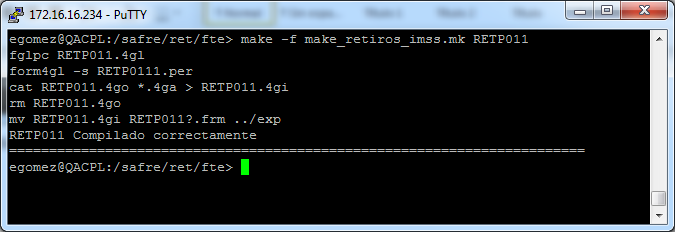 172.16.16.234 - PuTTY
egomez@QACPL:/safre/ret/fte> make -f make_retiros_imss.mk RETP011
fglpc RETP011.4gl
form4gl -s RETP0111.per
cat RETP011.4go *.4ga > RETP011.4gi
rm RETP011.4go
mv RETP011.4gi RETP011?.frm ../exp
RETP011 Compilado correctamente
========================================================================
egomez@QACPL:/safre/ret/fte>